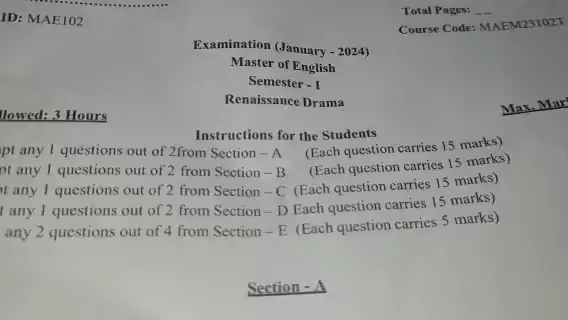 Total Pages: __
ID: MAE102
Course Code: MAEM23102T
Examination (January - 2024)
Master of English
Semester - I
Renaissance Drama
llowed: 3 Hours
Max. Mar
Instructions for the Students
pt any 1 questions out of 2from Section – A (Each question carries 15 marks)
pt any 1 questions out of 2 from Section – B (Each question carries 15 marks)
t any 1 questions out of 2 from Section – C (Each question carries 15 marks)
t any 1 questions out of 2 from Section – D Each question carries 15 marks)
any 2 questions out of 4 from Section – E (Each question carries 5 marks)
Section - A